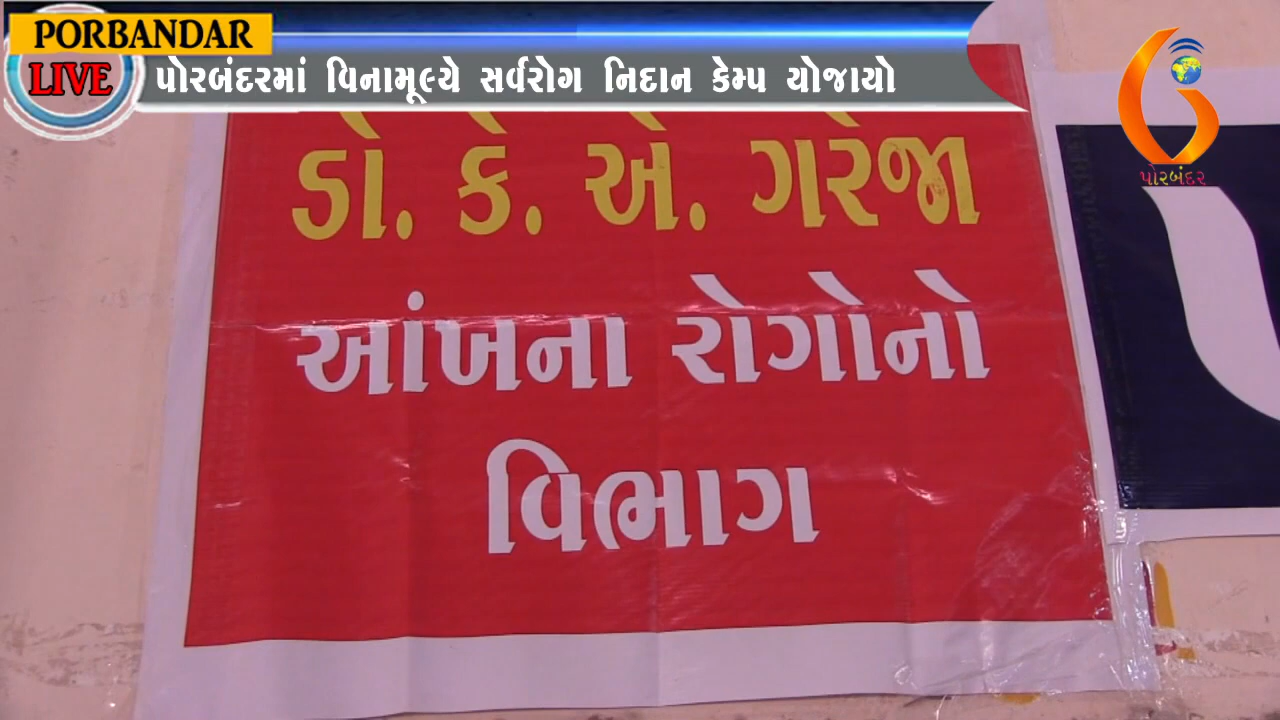 PORBANDAR
LIVE
પોરબંદરમાં વિનામૂલ્યે સર્વરોગ નિદાન કેમ્પ યોજાયો
પોરબંદર
ડો. કે. એ. ગરેજા
આંખના રોગોનો
વિભાગ